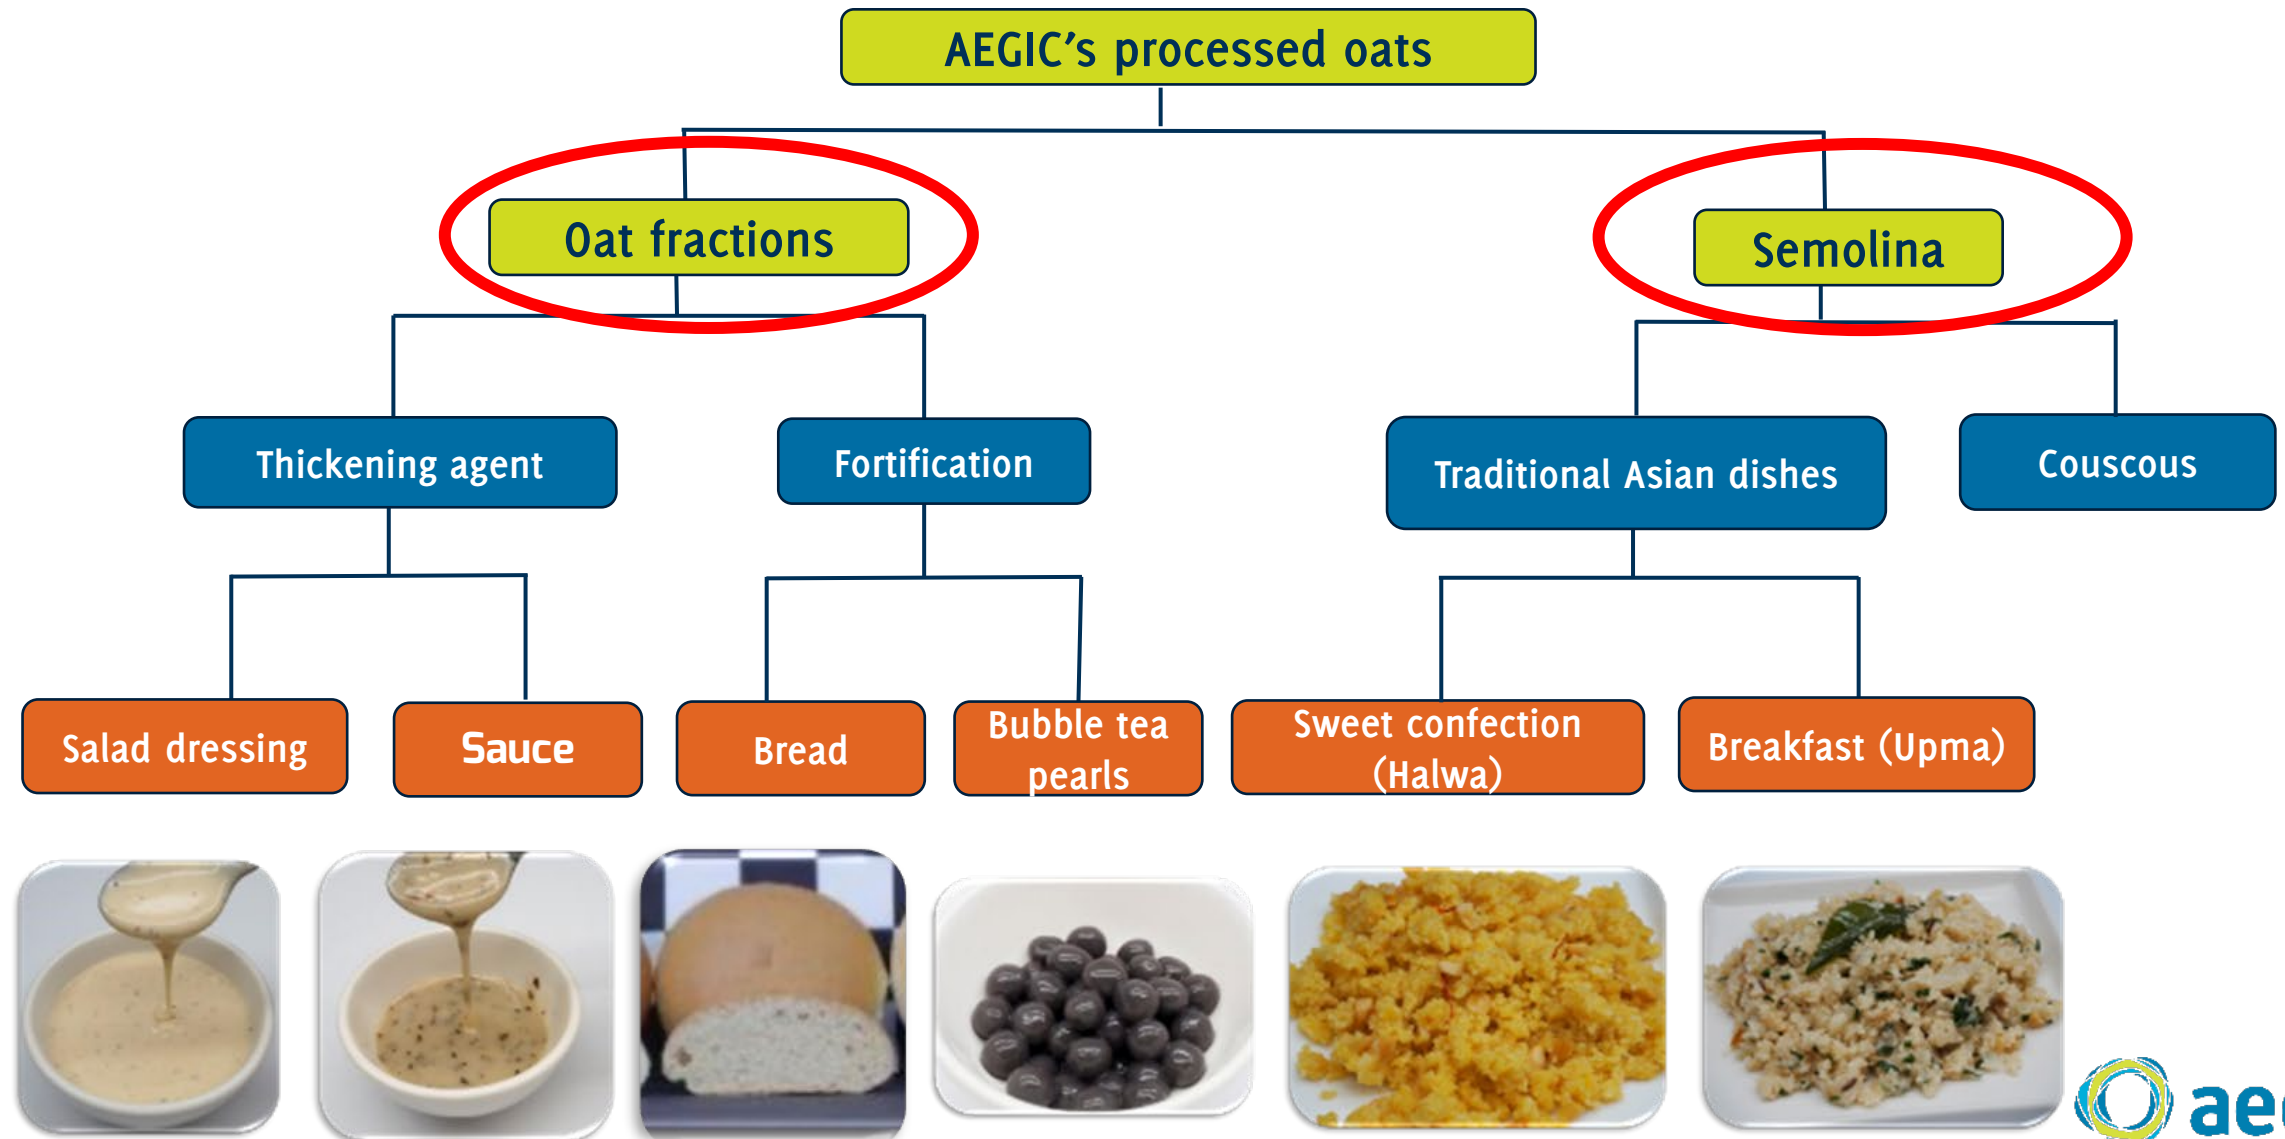 AEGIC's processed oats
Oat fractions
Semolina
Thickening agent
Fortification
Traditional Asian dishes
Couscous
Salad dressing
Sauce
Bread
Bubble tea
pearls
Sweet confection
(Halwa)
Breakfast (Upma)